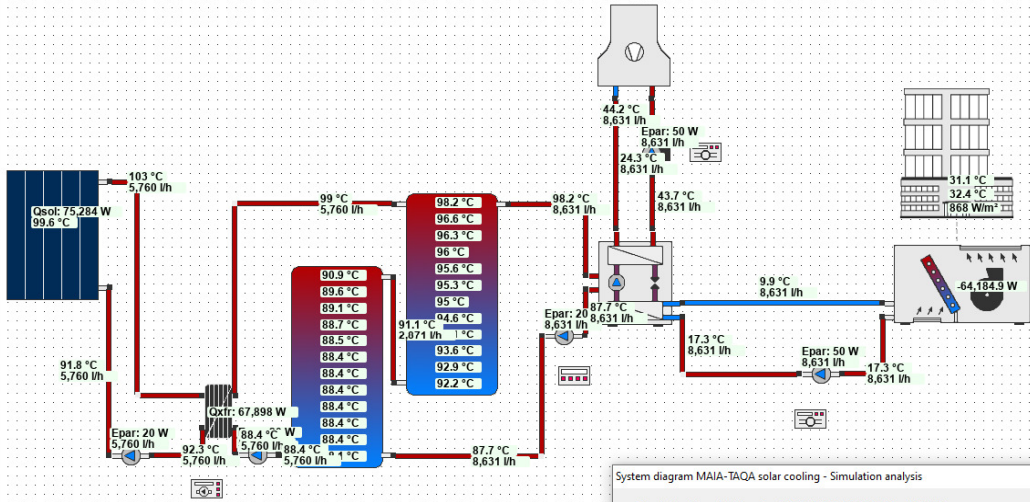 44.2 °C
8,631 l/h
Epar: 50 W
8,631 l/h
24.3 °C
8,631 l/h
43.7 °C
8,631 l/h
31.1 °C
32.4 °C
868 W/m²
103 °C
5,760 l/h
Qsol: 75,284 W
99.6 °C
99 °C
5,760 l/h
98.2 °C
96.6 °C
96.3 °C
96 °C
95.6 °C
95.3 °C
95 °C
94.6 °C
93.6 °C
92.9 °C
92.2 °C
98.2 °C
8,631 l/h
90.9 °C
89.6 °C
89.1 °C
88.7 °C
88.5 °C
88.4 °C
88.4 °C
88.4 °C
88.4 °C
88.4 °C
88.4 °C
91.1 °C
2,871 l/h
9.9 °C
8,631 l/h
-64,184.9 W
87.7 °C
8,631 l/h
Epar: 20
8,631 l/h
17.3 °C
8,631 l/h
Epar: 50 W
8,631 l/h
17.3 °C
8,631 l/h
91.8 °C
5,760 l/h
Qxfr: 67,898 W
Epar: 20 W
5,760 l/h
92.3 °C
5,760 l/h
88.4 °C
5,760 l/h
88.4 °C
5,760 l/h
87.7 °C
8,631 l/h
System diagram MAIA-TAQA solar cooling - Simulation analysis